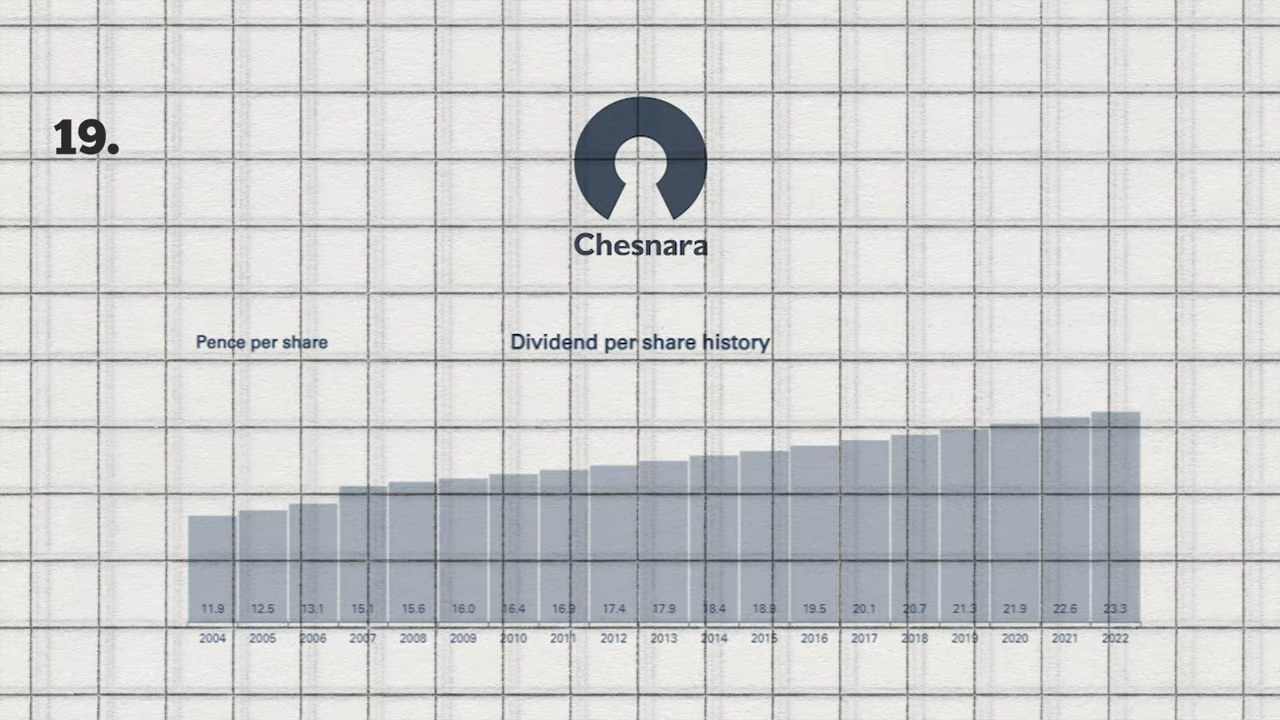 19.
Chesnara
Pence per share
Dividend per share history
11.9 12.5 13.1 15.1 15.6 16.0 16.4 16.9 17.4 17.9 18.4 18.9 19.5 20.1 20.7 21.3 21.9 22.6 23.3
2004 2005 2006 2007 2008 2009 2010 2011 2012 2013 2014 2015 2016 2017 2018 2019 2020 2021 2022